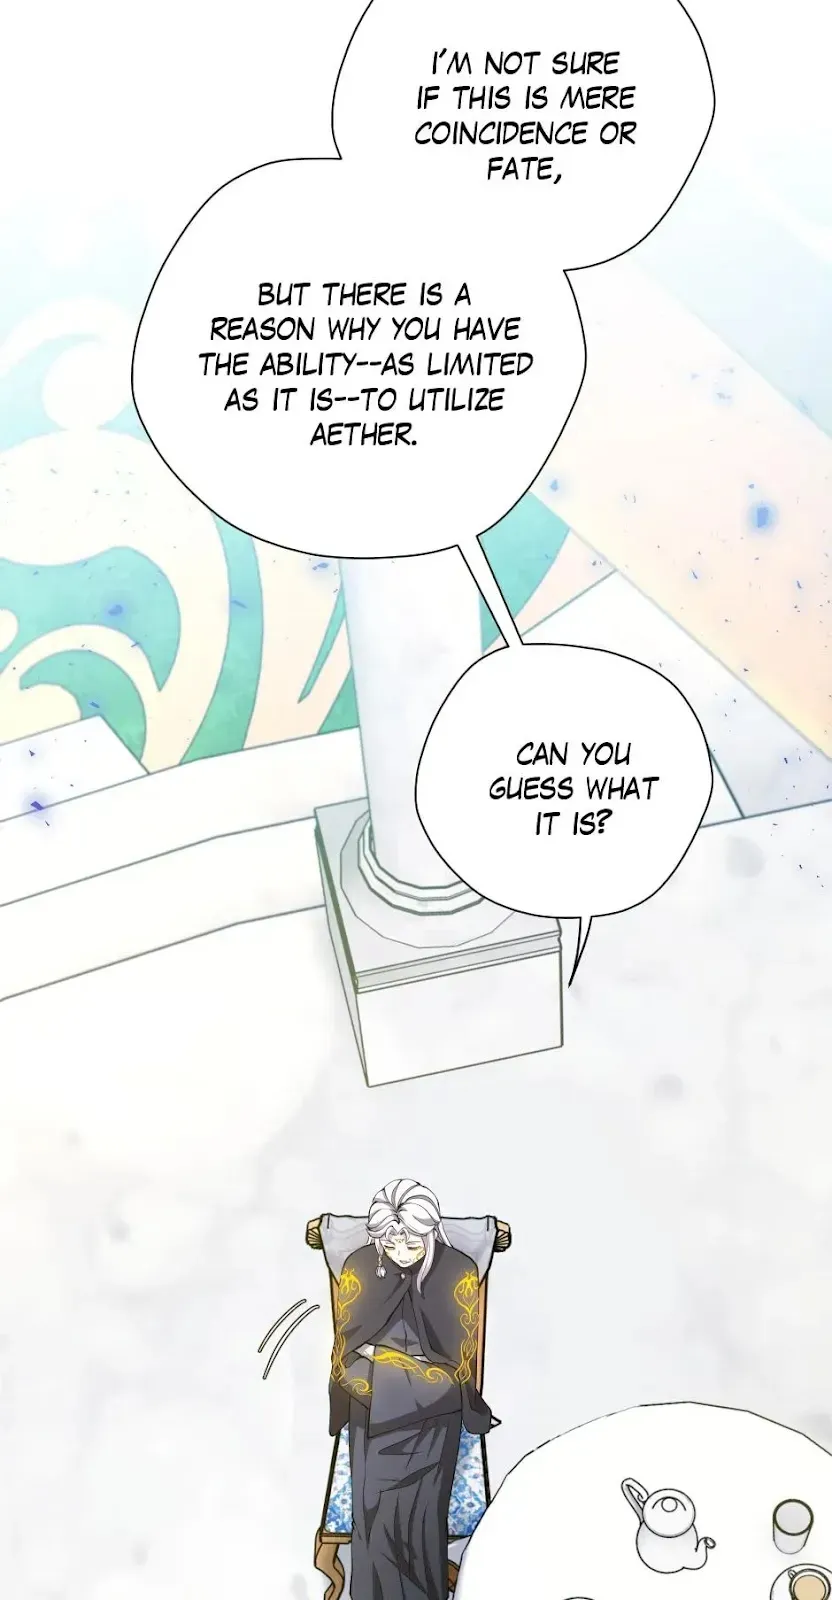 I'M NOT SURE
IF THIS IS MERE
COINCIDENCE OR
FATE,
BUT THERE IS A
REASON WHY YOU HAVE
THE ABILITY--AS LIMITED
AS IT IS--TO UTILIZE
AETHER.
CAN YOU
GUESS WHAT
IT IS?